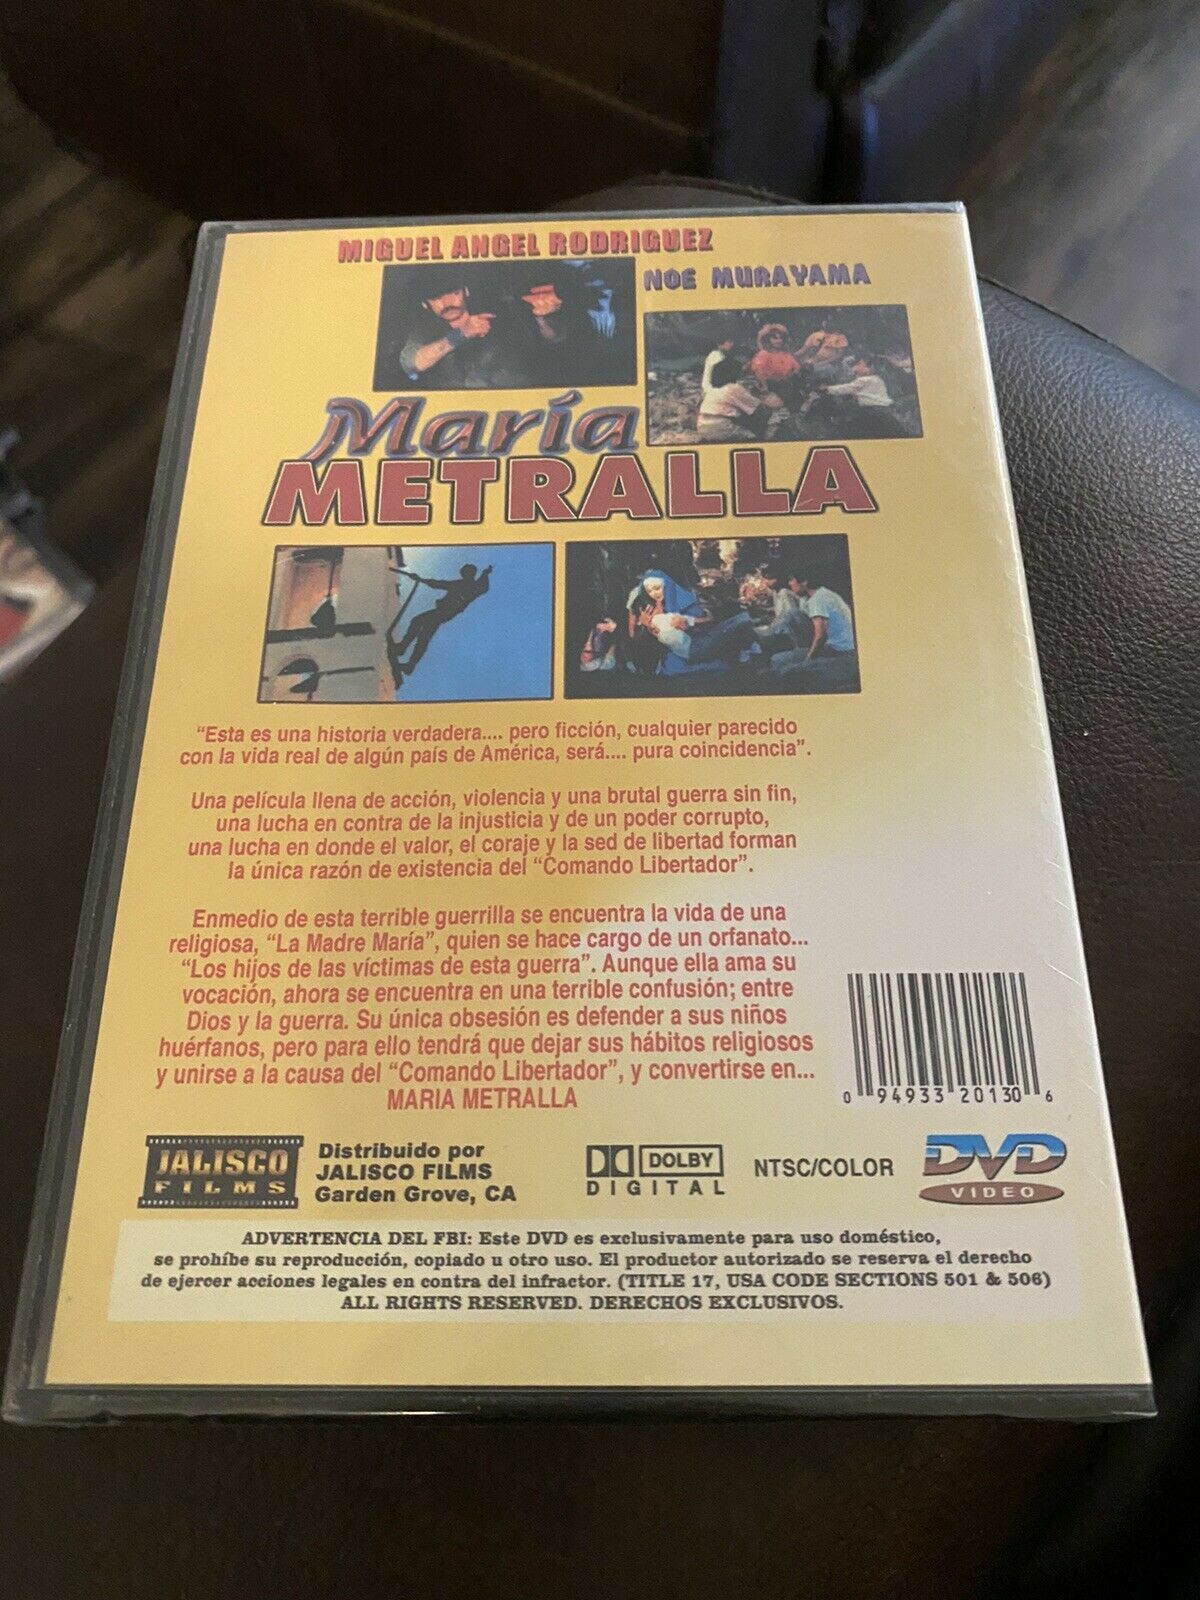 MIGUEL ANGEL RODRIGUEZ
NOE MURAYAMA
María
METRALLA
“Esta es una historia verdadera.... pero ficción, cualquier parecido
con la vida real de algún país de América, será.... pura coincidencia”.
Una película llena de acción, violencia y una brutal guerra sin fin,
una lucha en contra de la injusticia y de un poder corrupto,
una lucha en donde el valor, el coraje y la sed de libertad forman
la única razón de existencia del “Comando Libertador”.
Enmedio de esta terrible guerrilla se encuentra la vida de una
religiosa, “La Madre María”, quien se hace cargo de un orfanato...
“Los hijos de las víctimas de esta guerra”. Aunque ella ama su
vocación, ahora se encuentra en una terrible confusión; entre
Dios y la guerra. Su única obsesión es defender a sus niños
huérfanos, pero para ello tendrá que dejar sus hábitos religiosos
y unirse a la causa del “Comando Libertador”, y convertirse en...
MARIA METRALLA
0 94933 20130 6
JALISCO
FILMS
Distribuido por
JALISCO FILMS
Garden Grove, CA
DOLBY
DIGITAL
NTSC/COLOR
DVD
VIDEO
ADVERTENCIA DEL FBI: Este DVD es exclusivamente para uso doméstico,
se prohíbe su reproducción, copiado u otro uso. El productor autorizado se reserva el derecho
de ejercer acciones legales en contra del infractor. (TITLE 17, USA CODE SECTIONS 501 & 506)
ALL RIGHTS RESERVED. DERECHOS EXCLUSIVOS.